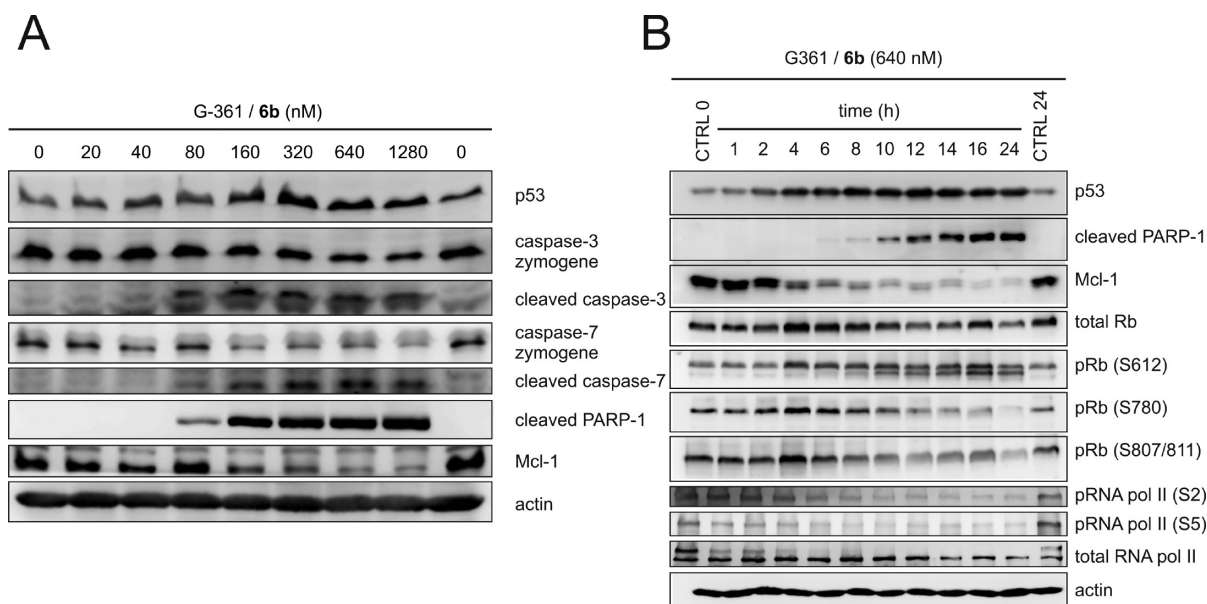 A
G-361 / 6b (nM)
0 20 40 80 160 320 640 1280 0
p53
caspase-3
zymogene
cleaved caspase-3
caspase-7
zymogene
cleaved caspase-7
cleaved PARP-1
Mcl-1
actin
B
G361 / 6b (640 nM)
CTRL 0
time (h)
CTRL 24
1 2 4 6 8 10 12 14 16 24
p53
cleaved PARP-1
Mcl-1
total Rb
pRb (S612)
pRb (S780)
pRb (S807/811)
pRNA pol II (S2)
pRNA pol II (S5)
total RNA pol II
actin